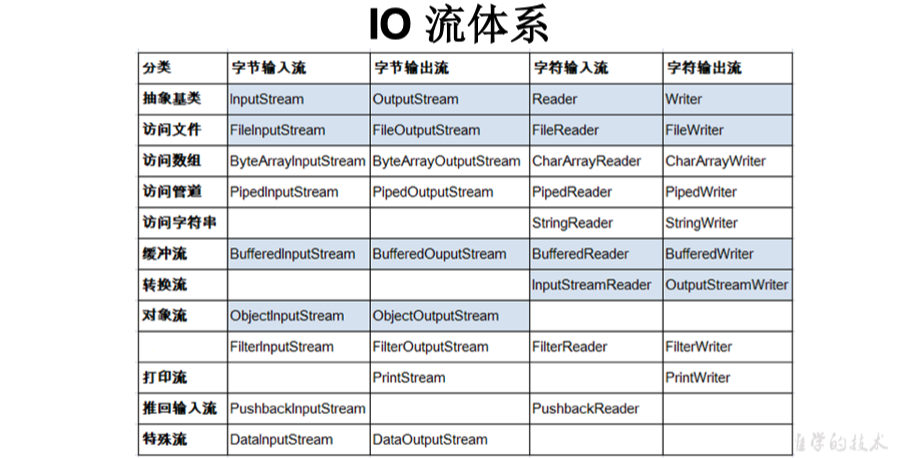 IO 流体系
分类 字节输入流 字节输出流 字符输入流 字符输出流
抽象基类 InputStream OutputStream Reader Writer
访问文件 FileInputStream FileOutputStream FileReader FileWriter
访问数组 ByteArrayInputStream ByteArrayOutputStream CharArrayReader CharArrayWriter
访问管道 PipedInputStream PipedOutputStream PipedReader PipedWriter
访问字符串 StringReader StringWriter
缓冲流 BufferedInputStream BufferedOuputStream BufferedReader BufferedWriter
转换流 InputStreamReader OutputStreamWriter
对象流 ObjectInputStream ObjectOutputStream
FilterInputStream FilterOutputStream FilterReader FilterWriter
打印流 PrintStream PrintWriter
推回输入流 PushbackInputStream PushbackReader
特殊流 DataInputStream DataOutputStream
自学的技术